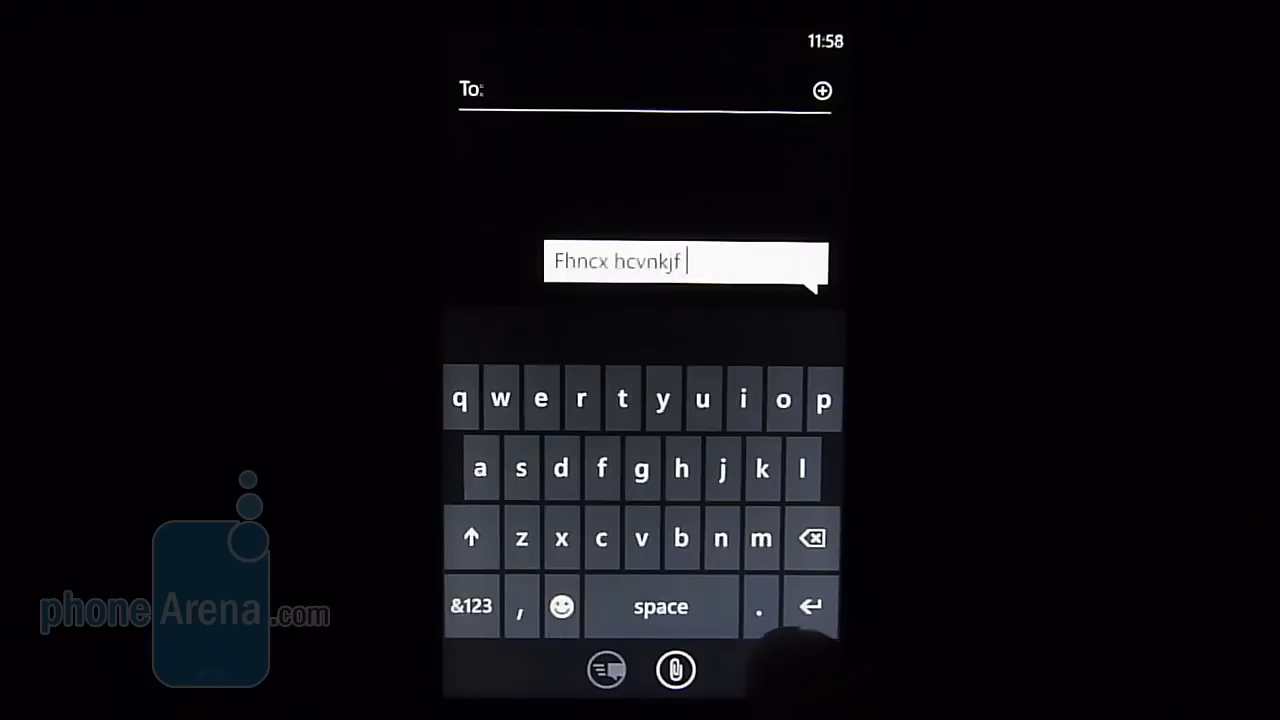 11:58
To:
Fhncx hcvnkjf
q w e r t y u i o p
a s d f g h j k l
z x c v b n m
&123 , space .
phoneArena.com